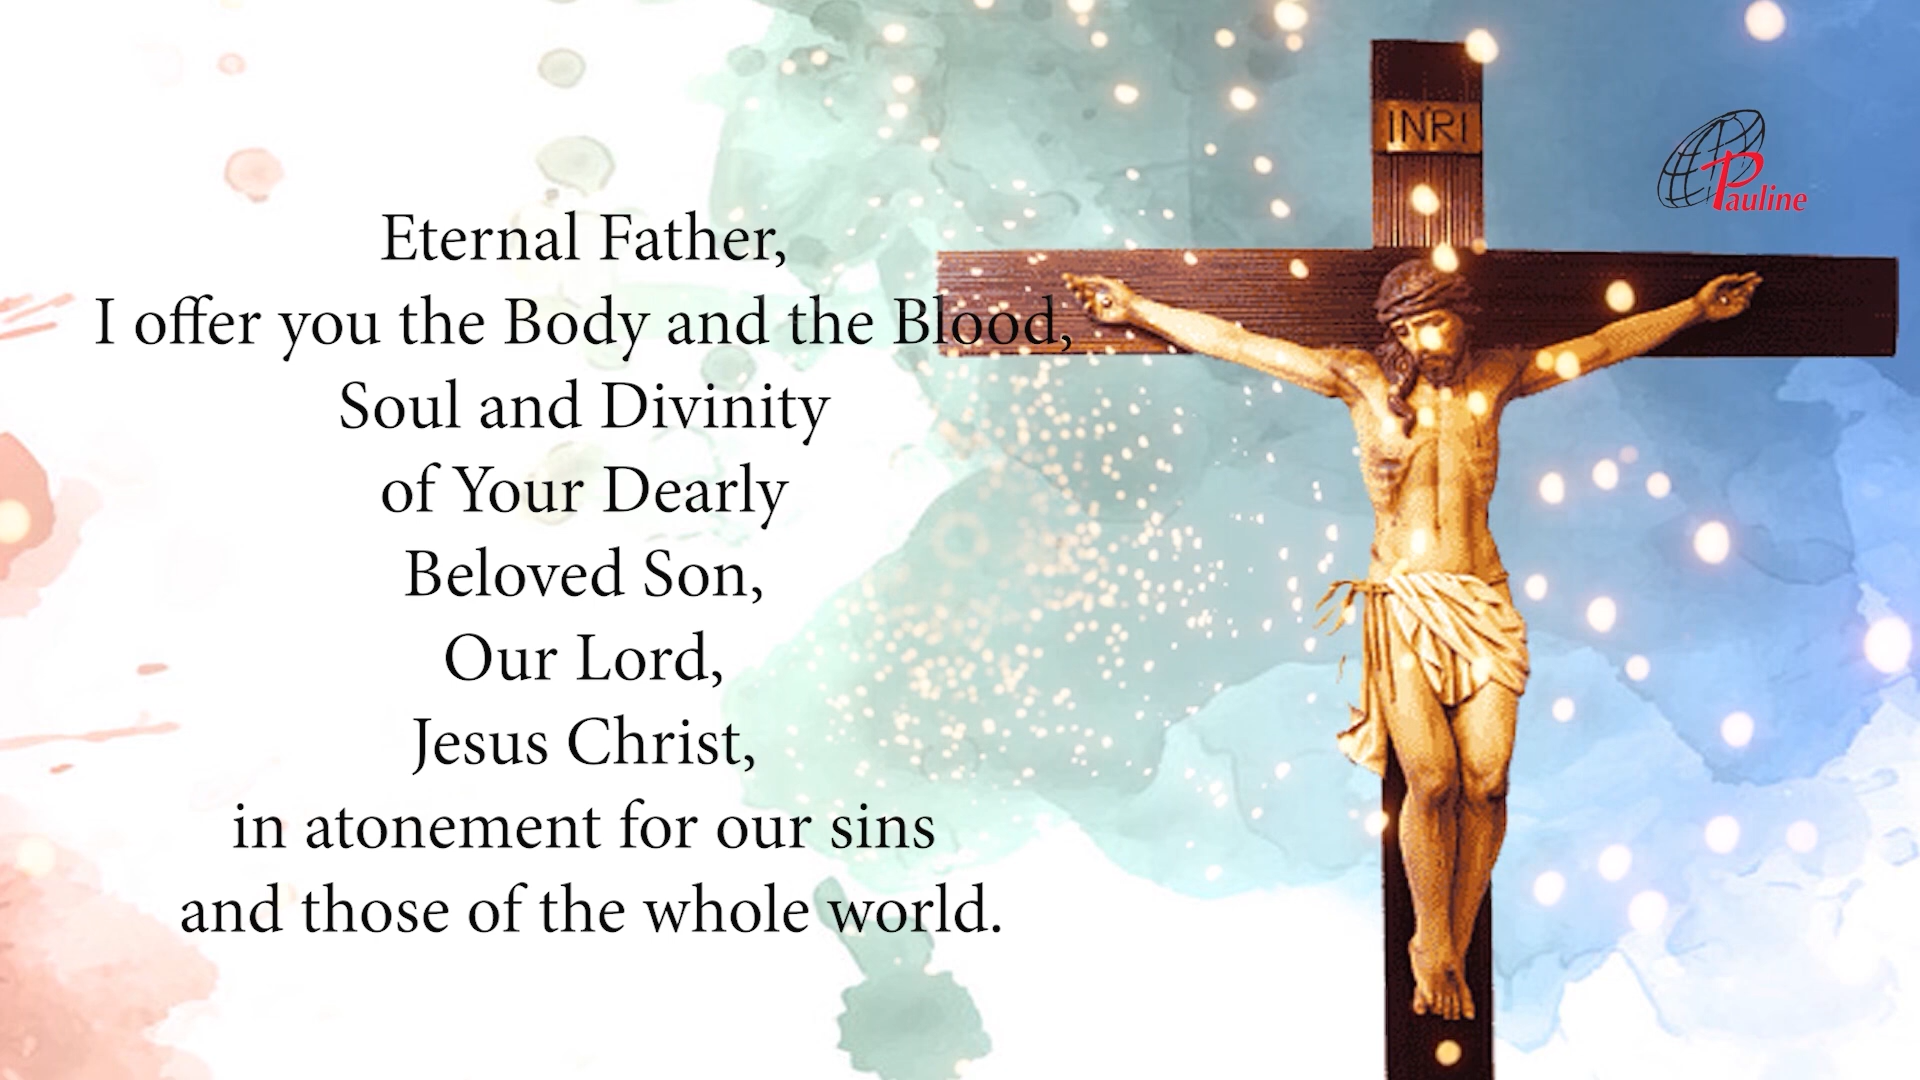 Eternal Father,
I offer you the Body and the Blood,
Soul and Divinity
of Your Dearly
Beloved Son,
Our Lord,
Jesus Christ,
in atonement for our sins
and those of the whole world.
INRI
Pauline